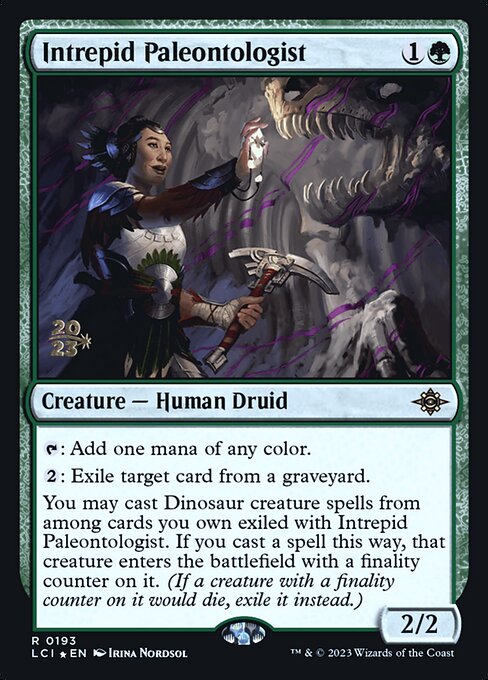 Intrepid Paleontologist 1
20
23
Creature — Human Druid
: Add one mana of any color.
2: Exile target card from a graveyard.
You may cast Dinosaur creature spells from
among cards you own exiled with Intrepid
Paleontologist. If you cast a spell this way, that
creature enters the battlefield with a finality
counter on it. (If a creature with a finality
counter on it would die, exile it instead.)
2/2
R 0193
LCI ★ EN Irina Nordsol
™ & © 2023 Wizards of the Coast